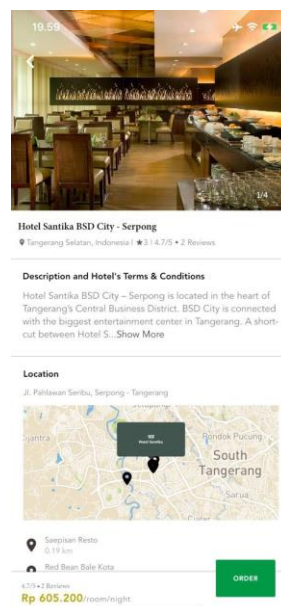 19.59
1/4
Hotel Santika BSD City - Serpong
Tangerang Selatan, Indonesia | ★3 | 4.7/5 • 2 Reviews
Description and Hotel's Terms & Conditions
Hotel Santika BSD City – Serpong is located in the heart of
Tangerang's Central Business District. BSD City is connected
with the biggest entertainment center in Tangerang. A short-
cut between Hotel S...Show More
Location
Jl. Pahlawan Seribu, Serpong - Tangerang
Hotel Santika
Pondok Pucung
South
Tangerang
Sarua
Saepisan Resto
0.19 km
Red Bean Bale Kota
4.7/5 • 2 Reviews
Rp 605.200/room/night
ORDER